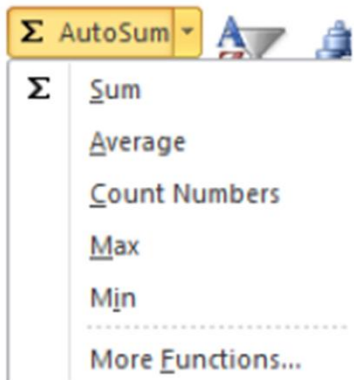 Σ AutoSum
Σ Sum
Average
Count Numbers
Max
Min
More Functions...